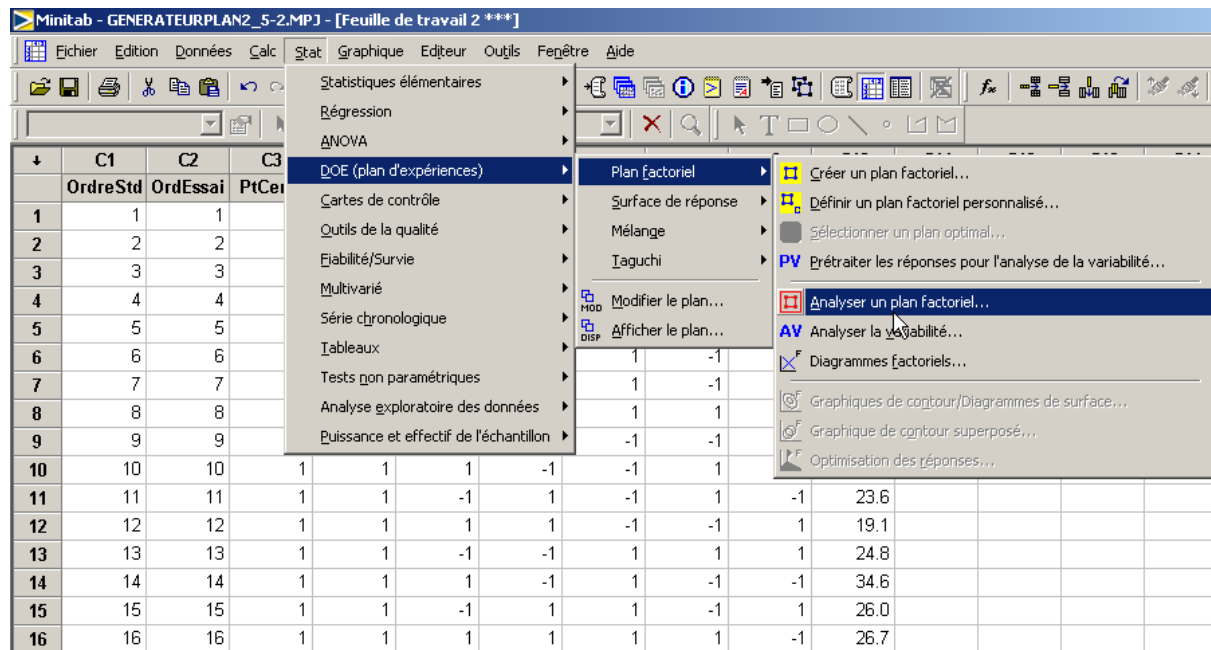 Minitab - GENERATEURPLAN2_5-2.MPJ - [Feuille de travail 2 ***]
Fichier Edition Données Calc Stat Graphique Editeur Outils Fenêtre Aide
Statistiques élémentaires
Régression
ANOVA
DOE (plan d'expériences)
Cartes de contrôle
Outils de la qualité
Fiabilité/Survie
Multivarié
Série chronologique
Tableaux
Tests non paramétriques
Analyse exploratoire des données
Puissance et effectif de l'échantillon
Plan factoriel
Surface de réponse
Mélange
Taguchi
MOD Modifier le plan...
DISP Afficher le plan...
Créer un plan factoriel...
Définir un plan factoriel personnalisé...
Sélectionner un plan optimal...
PV Prétraiter les réponses pour l'analyse de la variabilité...
Analyser un plan factoriel...
AV Analyser la variabilité...
Diagrammes factoriels...
Graphiques de contour/Diagrammes de surface...
Graphique de contour superposé...
Optimisation des réponses...
C1 C2 C3
OrdreStd OrdEssai PtCer
1 1 1
2 2 2
3 3 3
4 4 4
5 5 5
6 6 6 1 -1
7 7 7 1 -1
8 8 8 1 1
9 9 9 -1 -1
10 10 10 1 1 1 -1 -1 1
11 11 11 1 1 -1 1 -1 1 -1 23.6
12 12 12 1 1 1 1 -1 -1 1 19.1
13 13 13 1 1 -1 -1 1 1 1 24.8
14 14 14 1 1 1 -1 1 -1 -1 34.6
15 15 15 1 1 -1 1 1 -1 1 26.0
16 16 16 1 1 1 1 1 1 -1 26.7